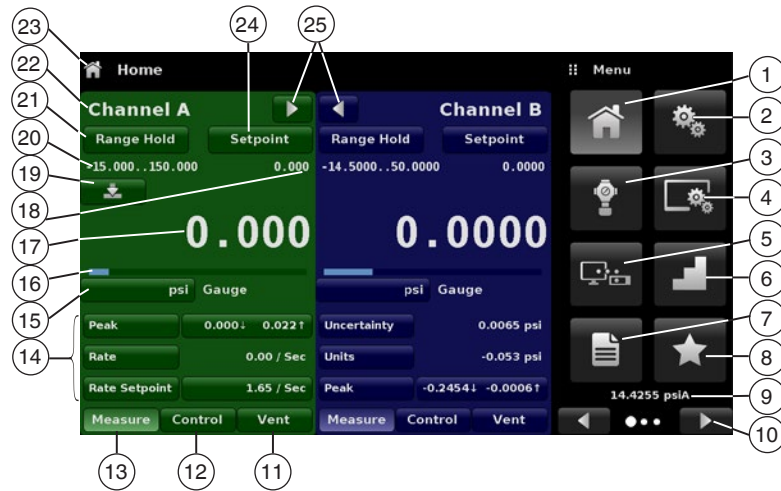 23 24 25
Home
Menu
22 1
21 2
20 3
19 4
18
17 5
16 6
15 7
14 8
9
10
13 12 11
Channel A
Range Hold Setpoint
-15.000..150.000 0.000
0.000
psi Gauge
Peak 0.000↓ 0.022↑
Rate 0.00 / Sec
Rate Setpoint 1.65 / Sec
Measure Control Vent
Channel B
Range Hold Setpoint
-14.5000..50.0000 0.0000
0.0000
psi Gauge
Uncertainty 0.0065 psi
Units -0.053 psi
Peak -0.2454↓ -0.0006↑
Measure Control Vent
14.4255 psiA